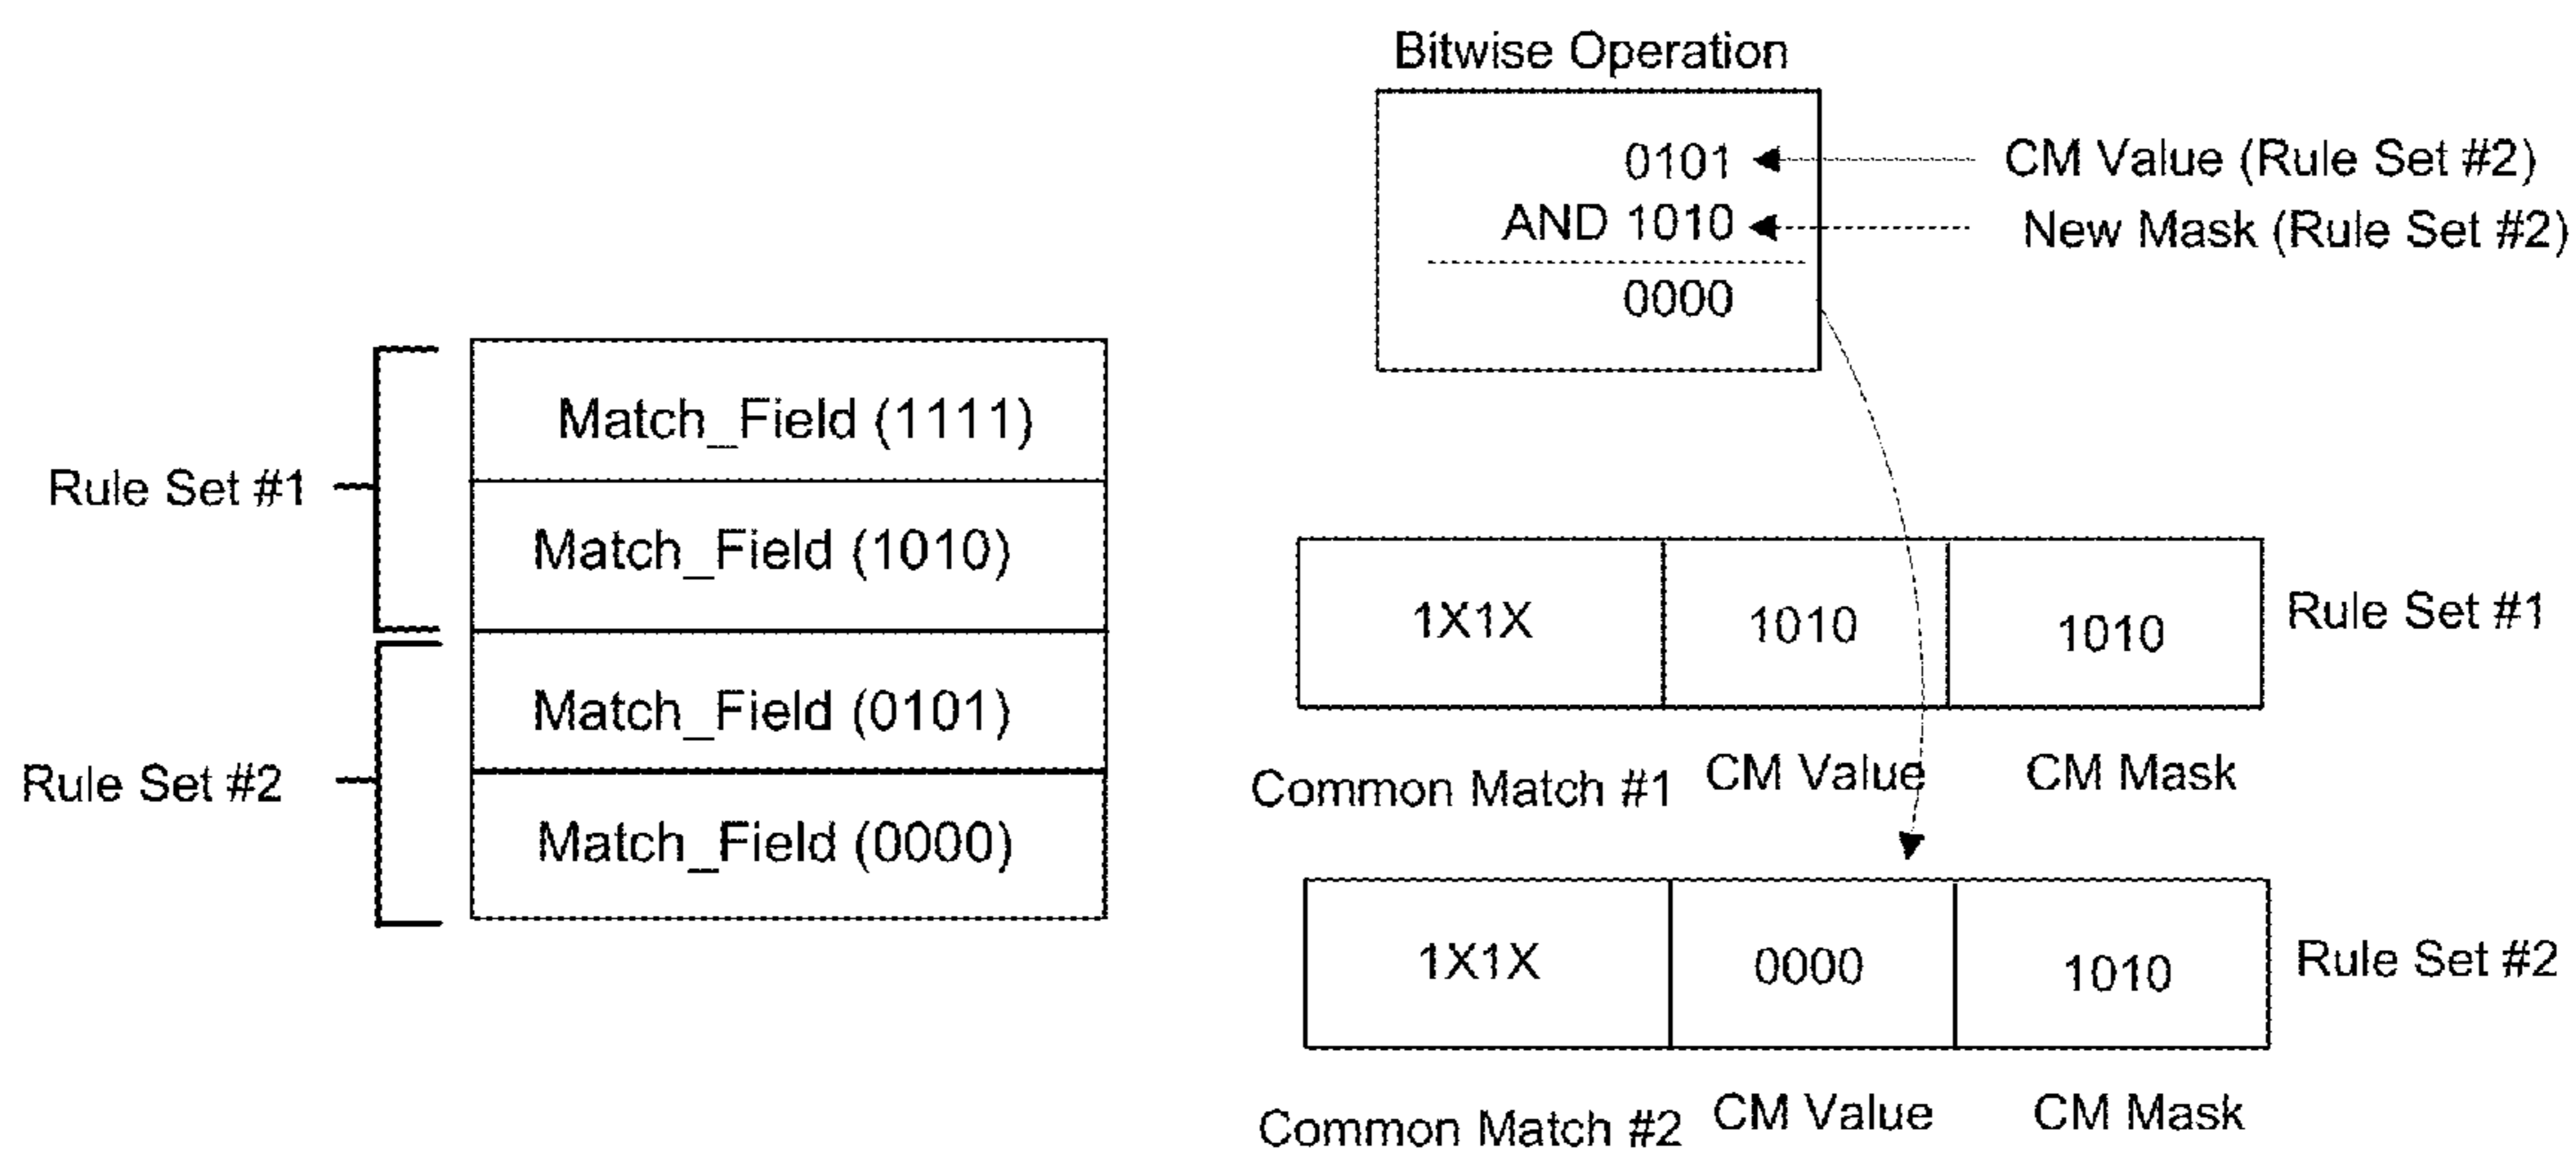 Bitwise Operation
0101
CM Value (Rule Set #2)
AND 1010
New Mask (Rule Set #2)
0000
Rule Set #1
Match_Field (1111)
Match_Field (1010)
Rule Set #2
Match_Field (0101)
Match_Field (0000)
1X1X
1010
1010
Rule Set #1
Common Match #1
CM Value
CM Mask
1X1X
0000
1010
Rule Set #2
Common Match #2
CM Value
CM Mask